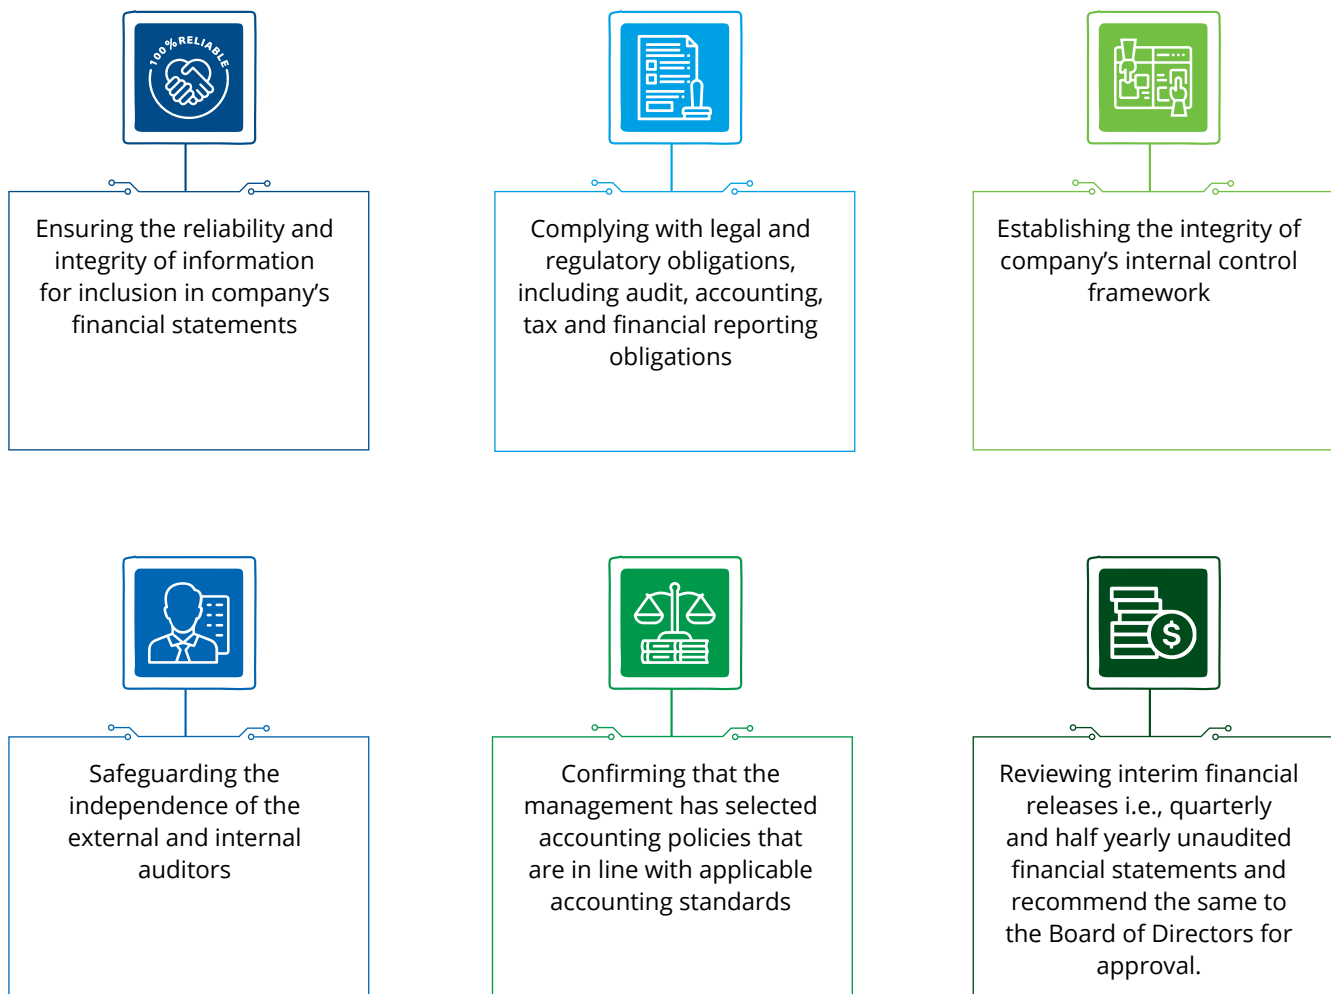 100% RELIABLE
Ensuring the reliability and
integrity of information
for inclusion in company’s
financial statements
Complying with legal and
regulatory obligations,
including audit, accounting,
tax and financial reporting
obligations
Establishing the integrity of
company’s internal control
framework
Safeguarding the
independence of the
external and internal
auditors
Confirming that the
management has selected
accounting policies that
are in line with applicable
accounting standards
$
Reviewing interim financial
releases i.e., quarterly
and half yearly unaudited
financial statements and
recommend the same to
the Board of Directors for
approval.